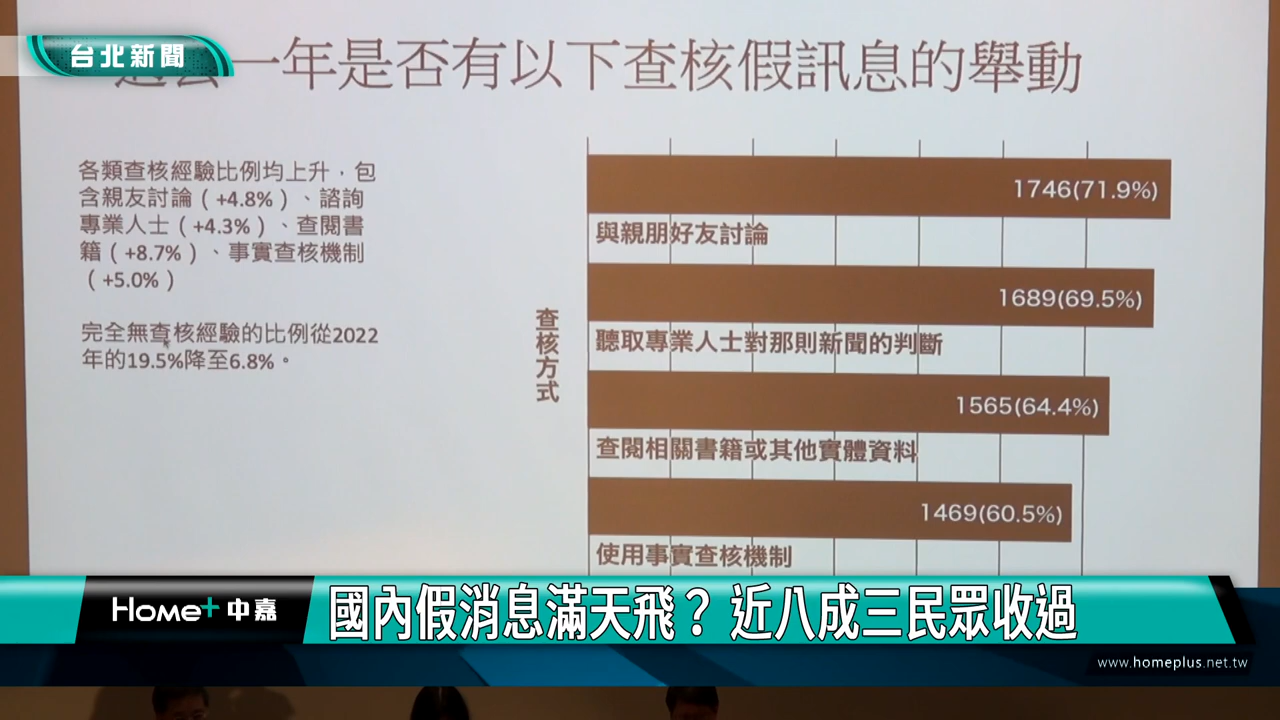 台北新聞
過去一年是否有以下查核假訊息的舉動
各類查核經驗比例均上升，包
含親友討論（+4.8%）、諮詢
專業人士（+4.3%）、查閱書
籍（+8.7%）、事實查核機制
（+5.0%）
完全無查核經驗的比例從2022
年的19.5%降至6.8%。
查核方式
1746(71.9%)
與親朋好友討論
1689(69.5%)
聽取專業人士對那則新聞的判斷
1565(64.4%)
查閱相關書籍或其他實體資料
1469(60.5%)
使用事實查核機制
Home+中嘉
國內假消息滿天飛？ 近八成三民眾收過
www.homeplus.net.tw